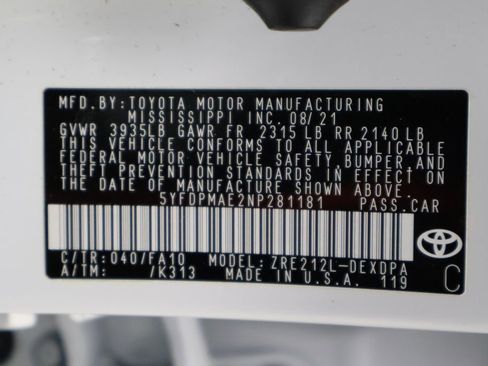 MFD. BY: TOYOTA MOTOR MANUFACTURING
MISSISSIPPI INC. 08/21
GVWR 3935LB GAWR FR 2315 LB RR 2140 LB
THIS VEHICLE CONFORMS TO ALL APPLICABLE
FEDERAL MOTOR VEHICLE SAFETY, BUMPER, AND
THEFT PREVENTION STANDARDS IN EFFECT ON
THE DATE OF MANUFACTURE SHOWN ABOVE.
5YFDPMAE2NP281181 PASS. CAR
C/TR: 040/FA10 MODEL: ZRE212L-DEXDPA
A/TM: /K313 MADE IN U.S.A. 119
TOYOTA
C